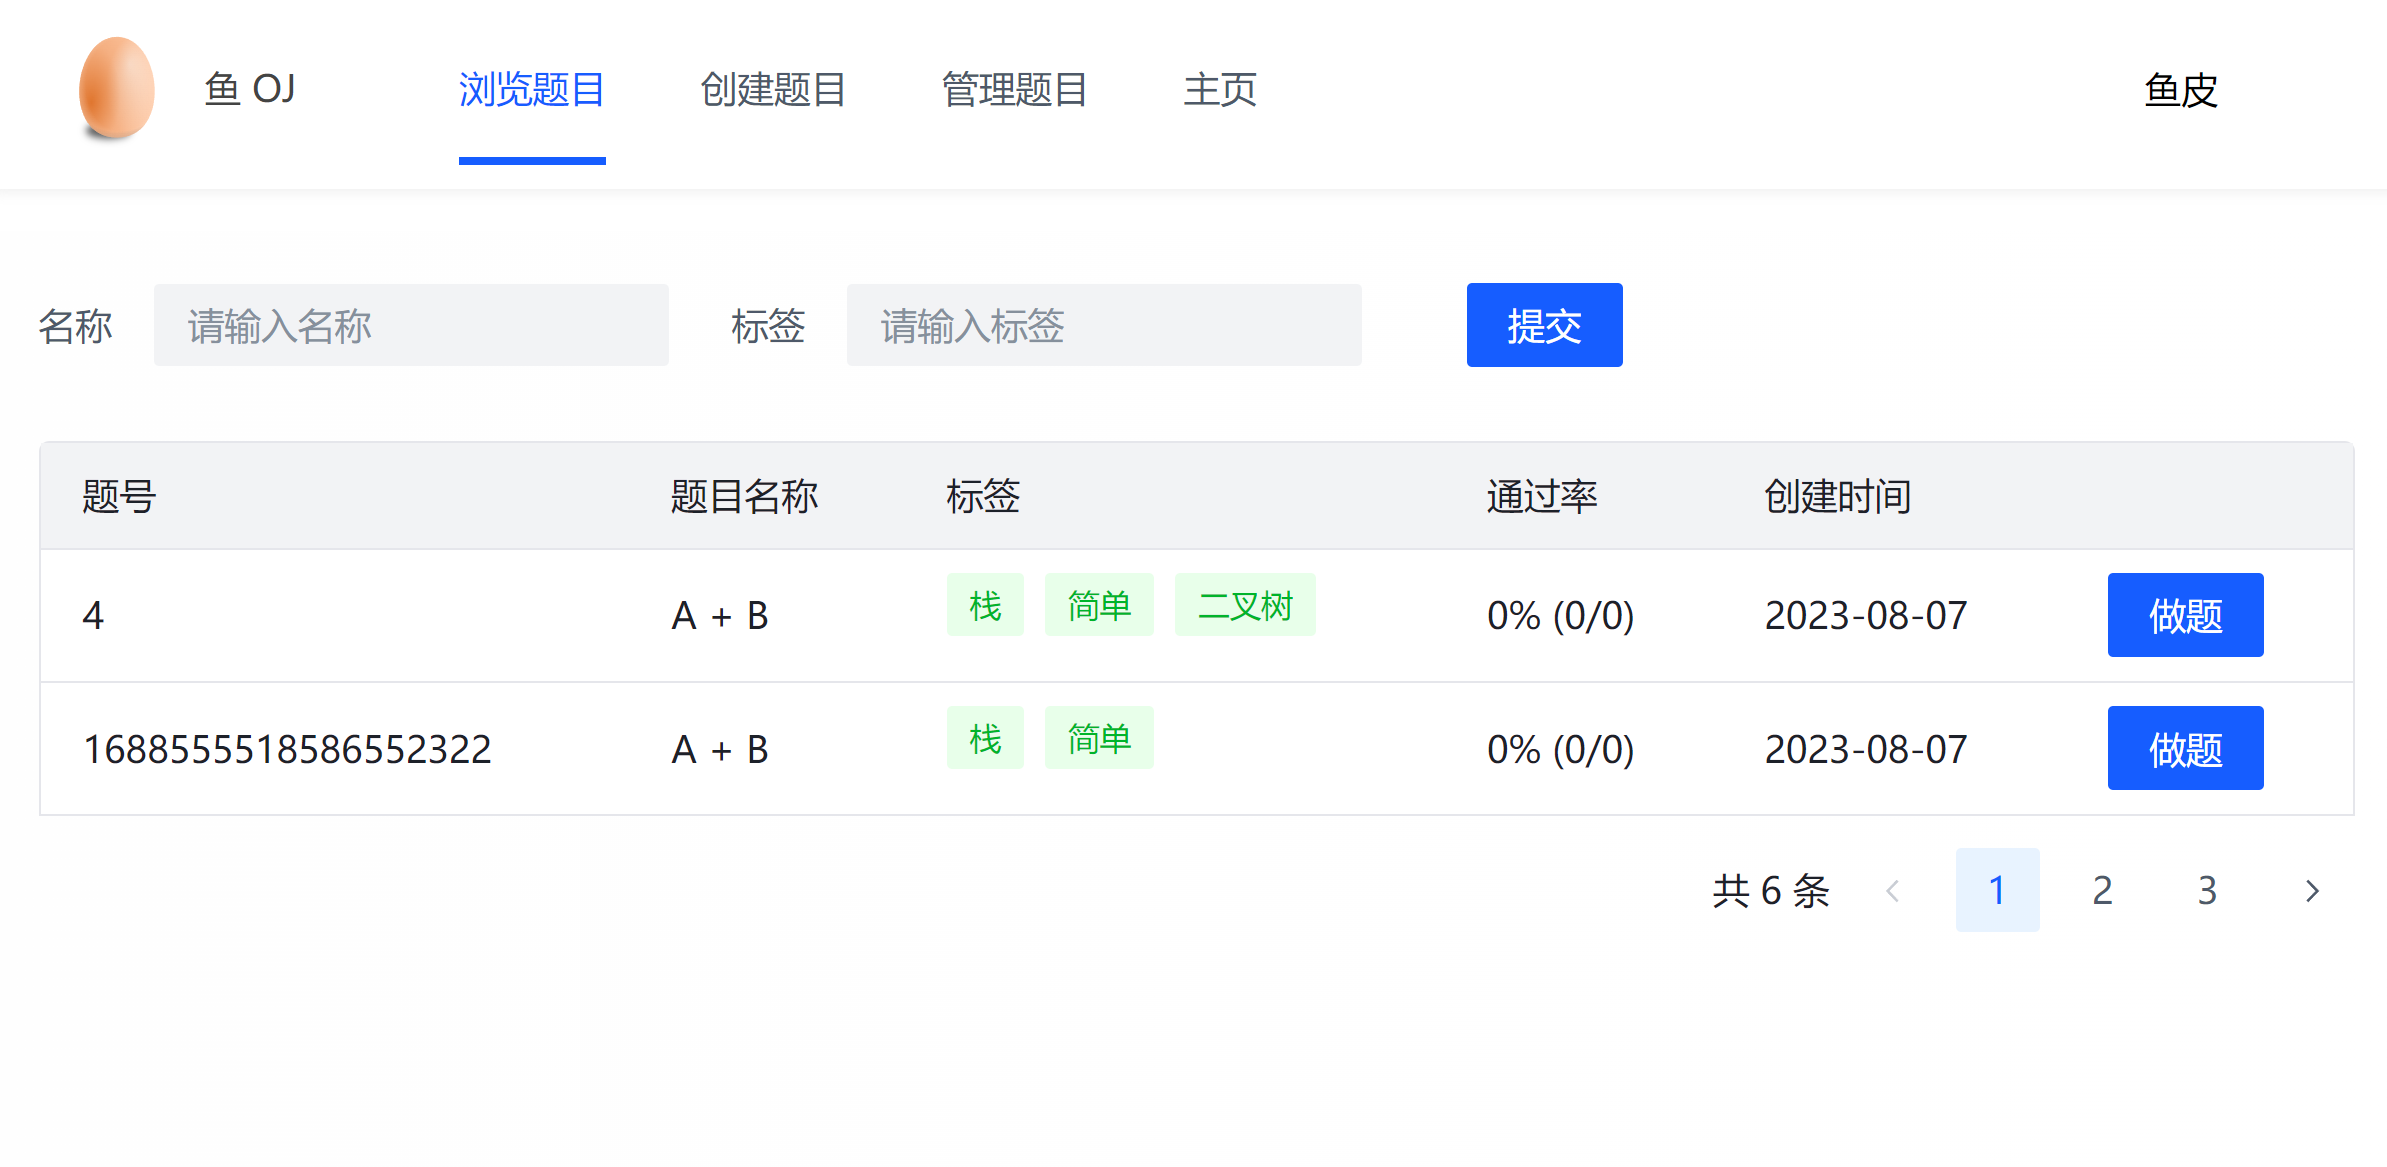 鱼 OJ 浏览题目 创建题目 管理题目 主页 鱼皮
名称 请输入名称 标签 请输入标签 提交
题号 题目名称 标签 通过率 创建时间
4 A + B 栈 简单 二叉树 0% (0/0) 2023-08-07 做题
1688555518586552322 A + B 栈 简单 0% (0/0) 2023-08-07 做题
共 6 条 1 2 3